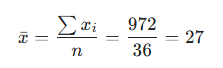 x̄ = ∑ xᵢ / n = 972 / 36 = 27